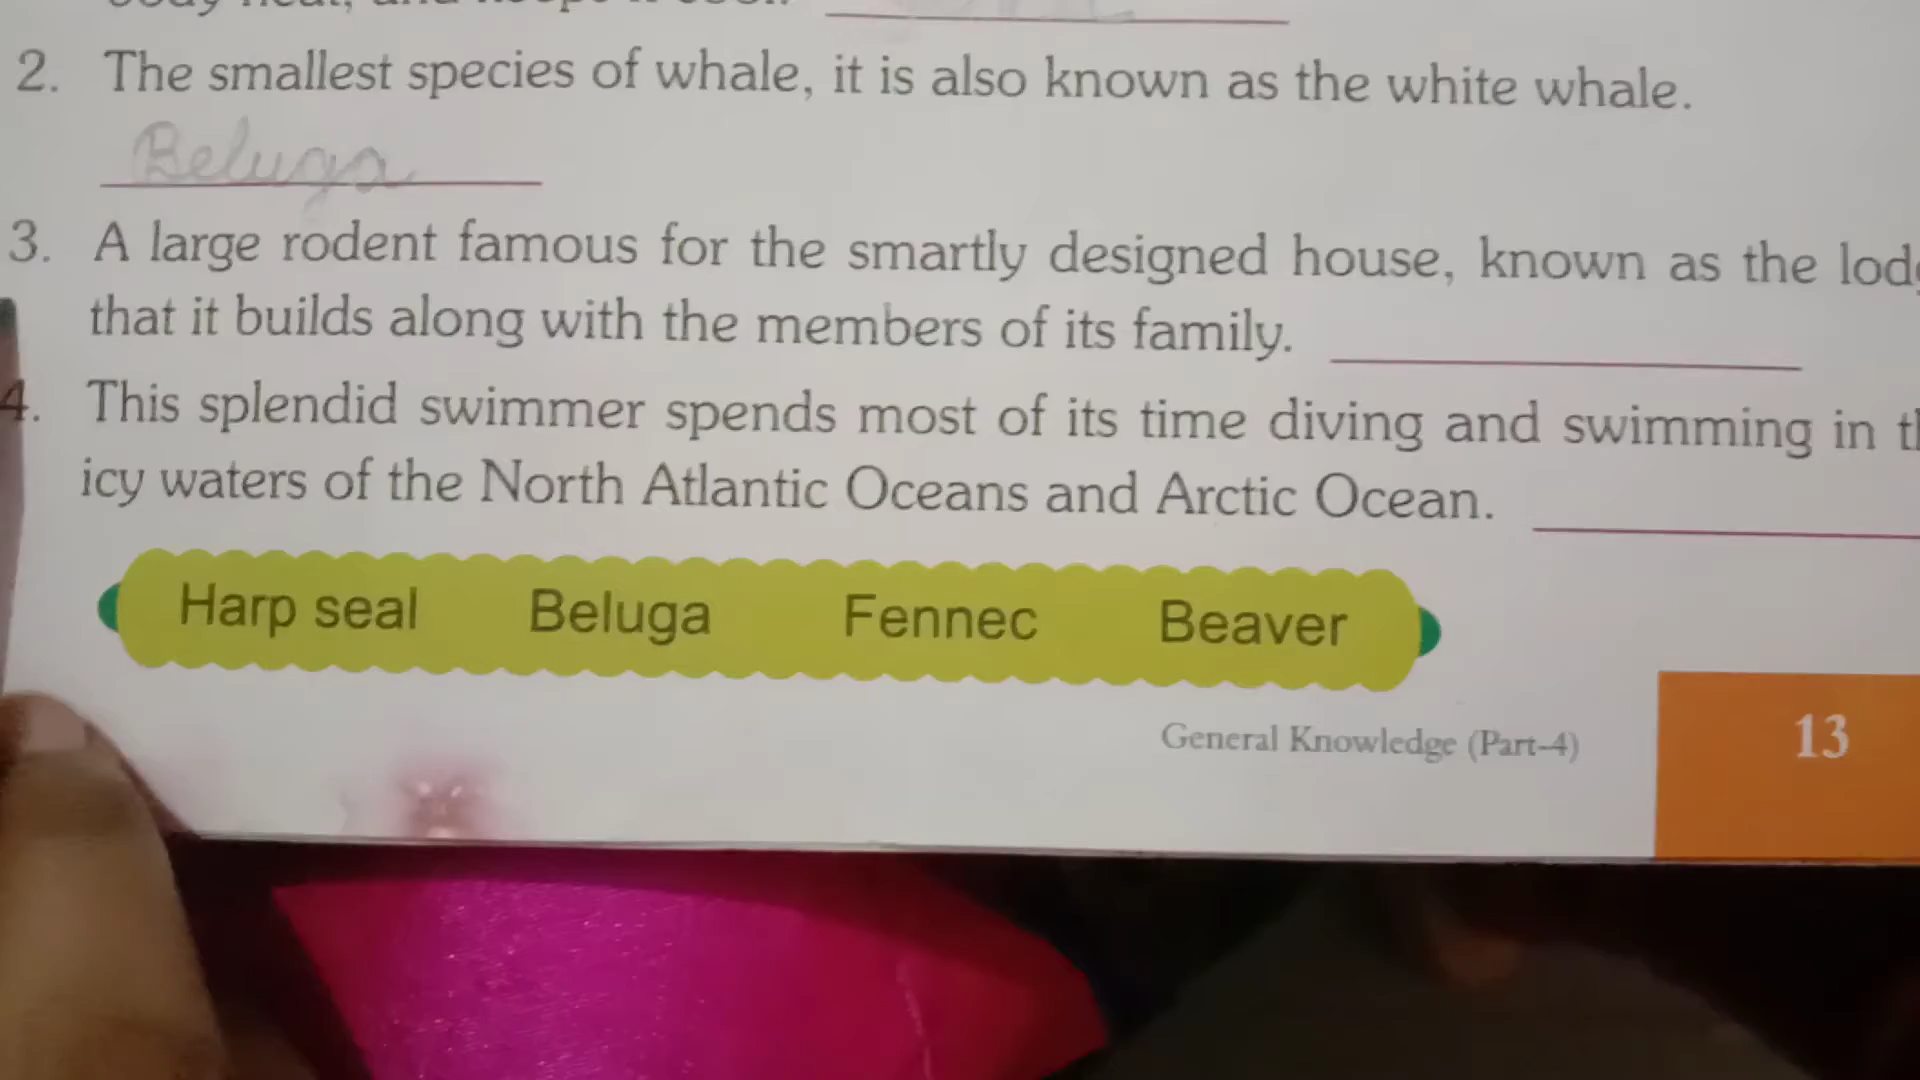 2. The smallest species of whale, it is also known as the white whale.
Beluga
3. A large rodent famous for the smartly designed house, known as the
that it builds along with the members of its family.
4. This splendid swimmer spends most of its time diving and swimming in
icy waters of the North Atlantic Oceans and Arctic Ocean.
Harp seal Beluga Fennec Beaver
General Knowledge (Part-4) 13